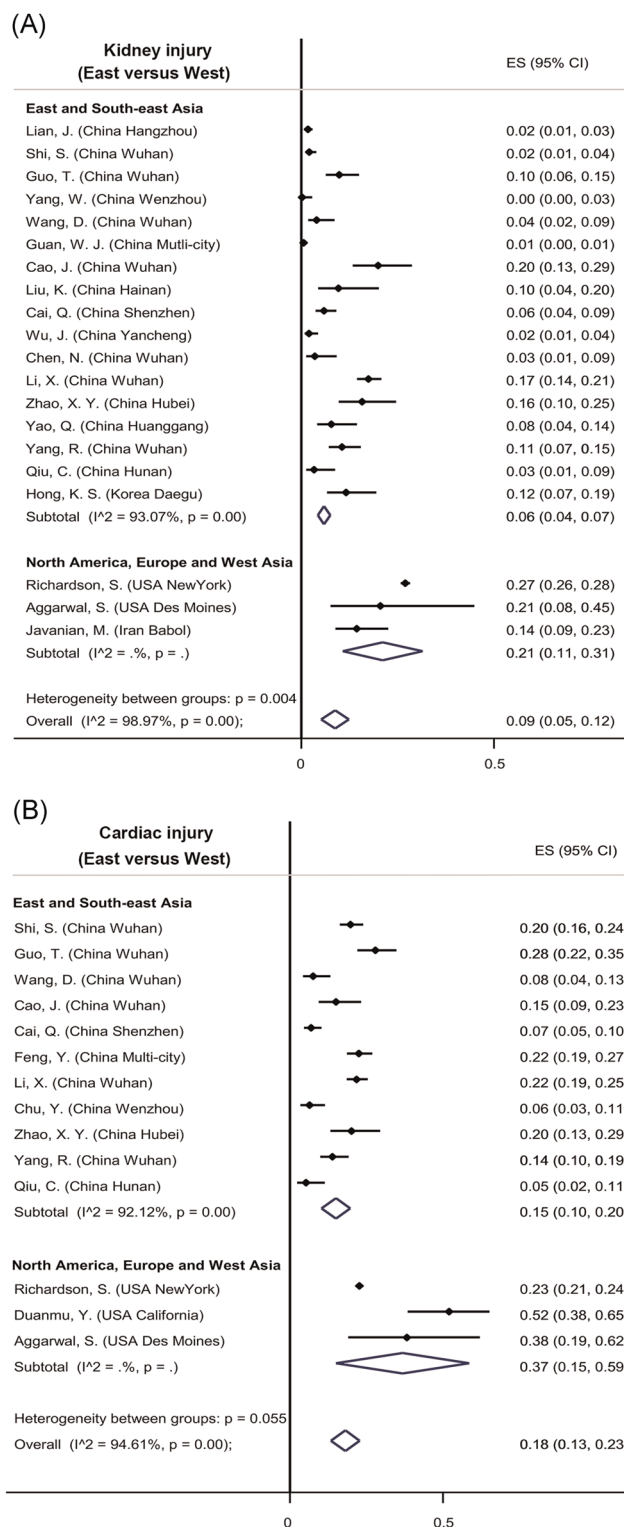 (A)
Kidney injury
(East versus West)
ES (95% CI)
East and South-east Asia
Lian, J. (China Hangzhou) 0.02 (0.01, 0.03)
Shi, S. (China Wuhan) 0.02 (0.01, 0.04)
Guo, T. (China Wuhan) 0.10 (0.06, 0.15)
Yang, W. (China Wenzhou) 0.00 (0.00, 0.03)
Wang, D. (China Wuhan) 0.04 (0.02, 0.09)
Guan, W. J. (China Mutli-city) 0.01 (0.00, 0.01)
Cao, J. (China Wuhan) 0.20 (0.13, 0.29)
Liu, K. (China Hainan) 0.10 (0.04, 0.20)
Cai, Q. (China Shenzhen) 0.06 (0.04, 0.09)
Wu, J. (China Yancheng) 0.02 (0.01, 0.04)
Chen, N. (China Wuhan) 0.03 (0.01, 0.09)
Li, X. (China Wuhan) 0.17 (0.14, 0.21)
Zhao, X. Y. (China Hubei) 0.16 (0.10, 0.25)
Yao, Q. (China Huanggang) 0.08 (0.04, 0.14)
Yang, R. (China Wuhan) 0.11 (0.07, 0.15)
Qiu, C. (China Hunan) 0.03 (0.01, 0.09)
Hong, K. S. (Korea Daegu) 0.12 (0.07, 0.19)
Subtotal (I^2 = 93.07%, p = 0.00) 0.06 (0.04, 0.07)
North America, Europe and West Asia
Richardson, S. (USA NewYork) 0.27 (0.26, 0.28)
Aggarwal, S. (USA Des Moines) 0.21 (0.08, 0.45)
Javanian, M. (Iran Babol) 0.14 (0.09, 0.23)
Subtotal (I^2 = .%, p = .) 0.21 (0.11, 0.31)
Heterogeneity between groups: p = 0.004
Overall (I^2 = 98.97%, p = 0.00); 0.09 (0.05, 0.12)
0 0.5
(B)
Cardiac injury
(East versus West)
ES (95% CI)
East and South-east Asia
Shi, S. (China Wuhan) 0.20 (0.16, 0.24
Guo, T. (China Wuhan) 0.28 (0.22, 0.35
Wang, D. (China Wuhan) 0.08 (0.04, 0.13
Cao, J. (China Wuhan) 0.15 (0.09, 0.23
Cai, Q. (China Shenzhen) 0.07 (0.05, 0.10
Feng, Y. (China Multi-city) 0.22 (0.19, 0.27
Li, X. (China Wuhan) 0.22 (0.19, 0.25
Chu, Y. (China Wenzhou) 0.06 (0.03, 0.11
Zhao, X. Y. (China Hubei) 0.20 (0.13, 0.29
Yang, R. (China Wuhan) 0.14 (0.10, 0.19
Qiu, C. (China Hunan) 0.05 (0.02, 0.11
Subtotal (I^2 = 92.12%, p = 0.00) 0.15 (0.10, 0.20
North America, Europe and West Asia
Richardson, S. (USA NewYork) 0.23 (0.21, 0.24
Duanmu, Y. (USA California) 0.52 (0.38, 0.65
Aggarwal, S. (USA Des Moines) 0.38 (0.19, 0.62
Subtotal (I^2 = .%, p = .) 0.37 (0.15, 0.59
Heterogeneity between groups: p = 0.055
Overall (I^2 = 94.61%, p = 0.00); 0.18 (0.13, 0.23
0 0.5